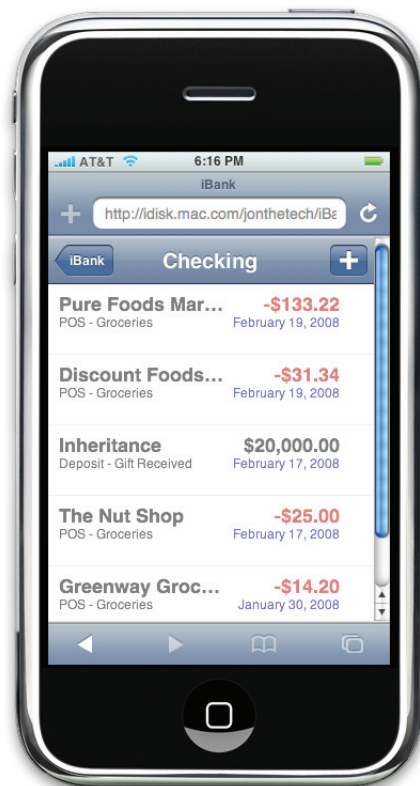 AT&T 6:16 PM
iBank
http://idisk.mac.com/jonthetech/iBa
iBank Checking +
Pure Foods Mar... -$133.22
POS - Groceries February 19, 2008
Discount Foods... -$31.34
POS - Groceries February 19, 2008
Inheritance $20,000.00
Deposit - Gift Received February 17, 2008
The Nut Shop -$25.00
POS - Groceries February 17, 2008
Greenway Groc... -$14.20
POS - Groceries January 30, 2008